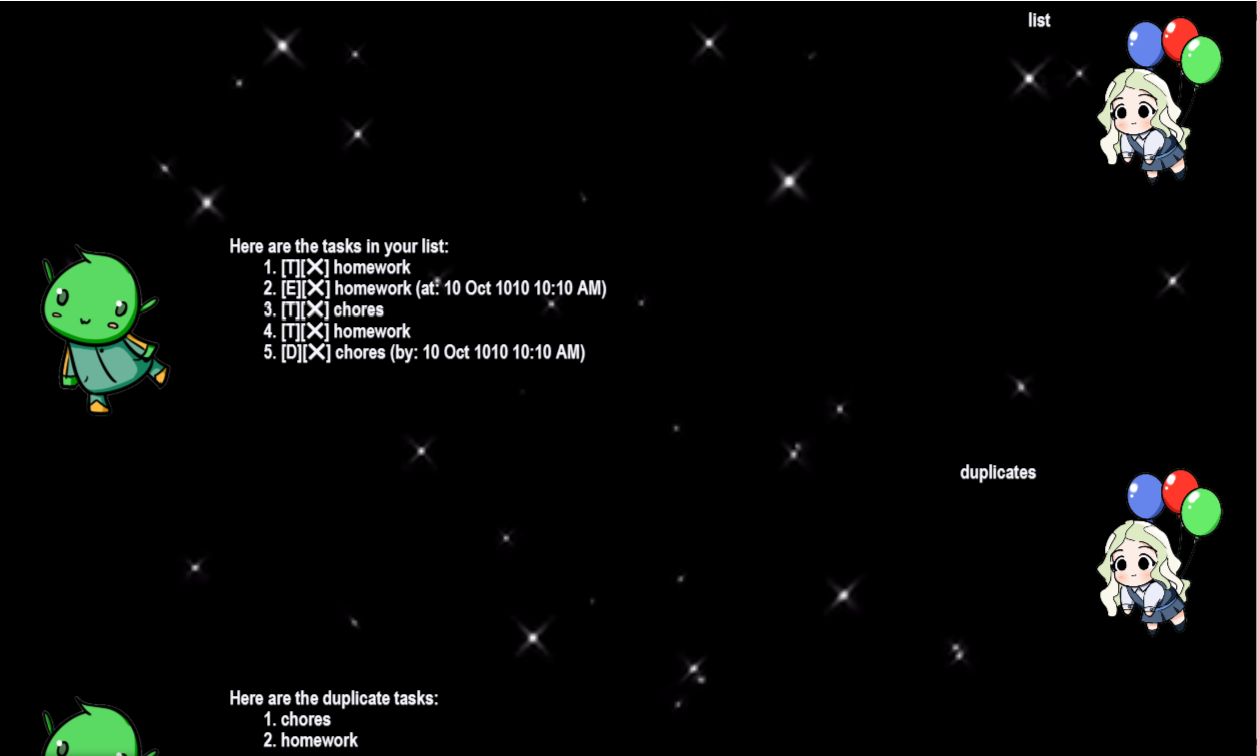 list
Here are the tasks in your list:
1. [T][✕] homework
2. [E][✕] homework (at: 10 Oct 1010 10:10 AM)
3. [T][✕] chores
4. [T][✕] homework
5. [D][✕] chores (by: 10 Oct 1010 10:10 AM)
duplicates
Here are the duplicate tasks:
1. chores
2. homework